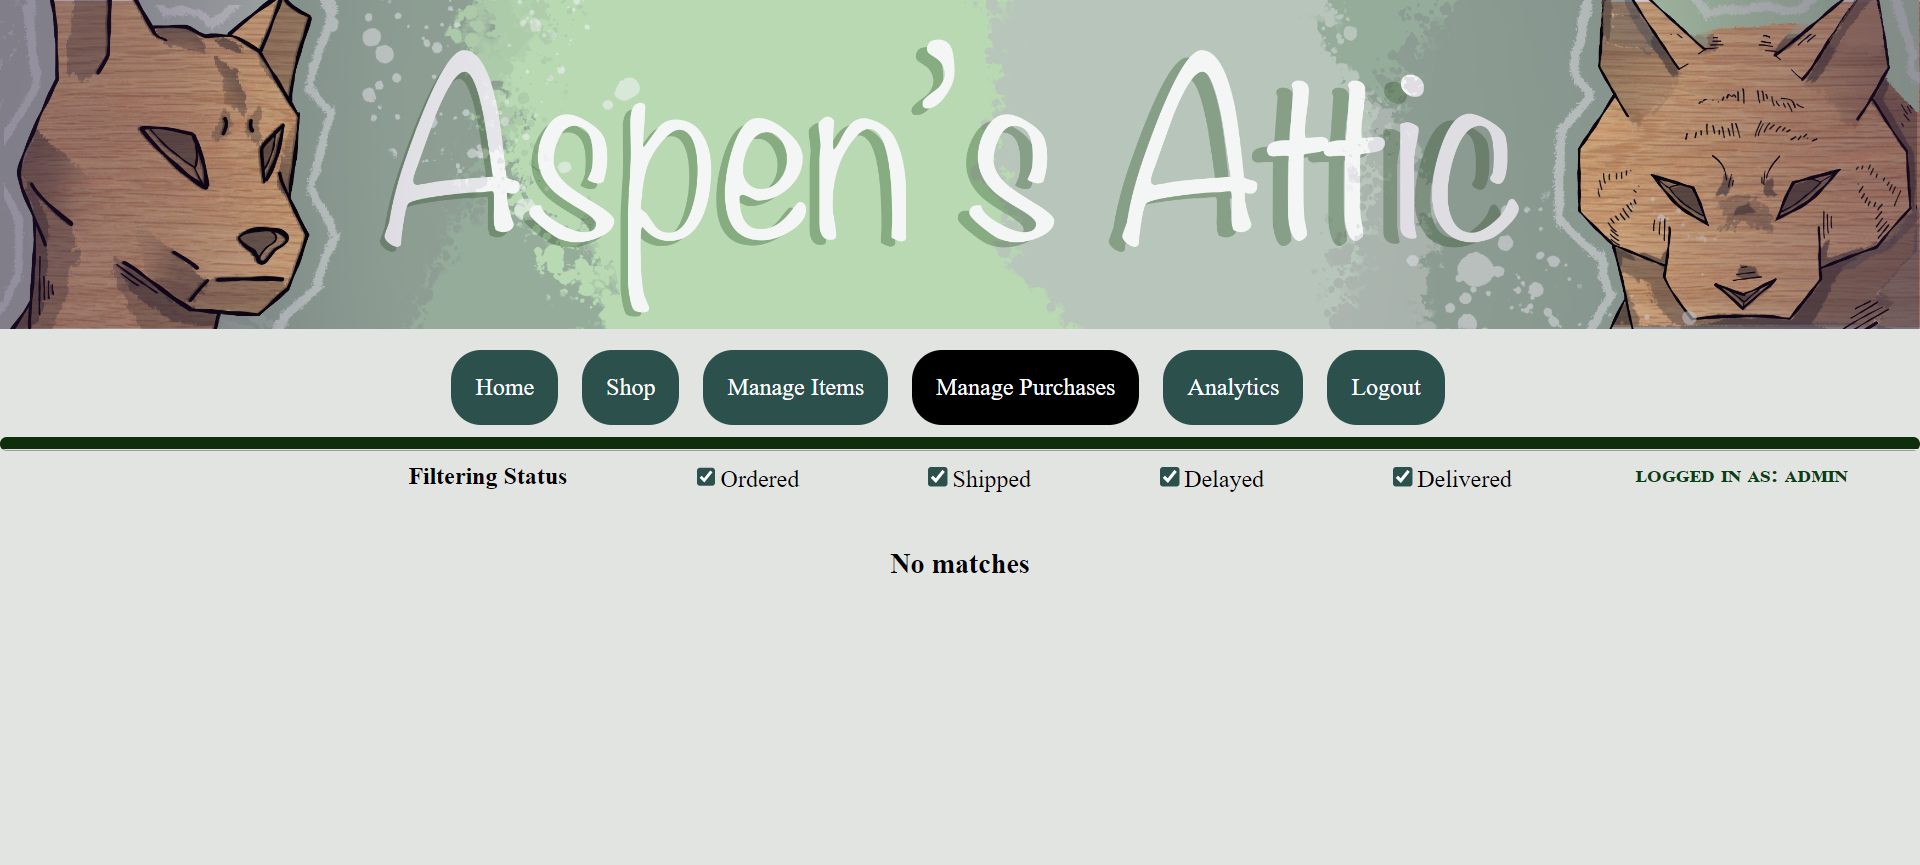 Aspen's Attic
Home Shop Manage Items Manage Purchases Analytics Logout
Filtering Status Ordered Shipped Delayed Delivered LOGGED IN AS: ADMIN
No matches